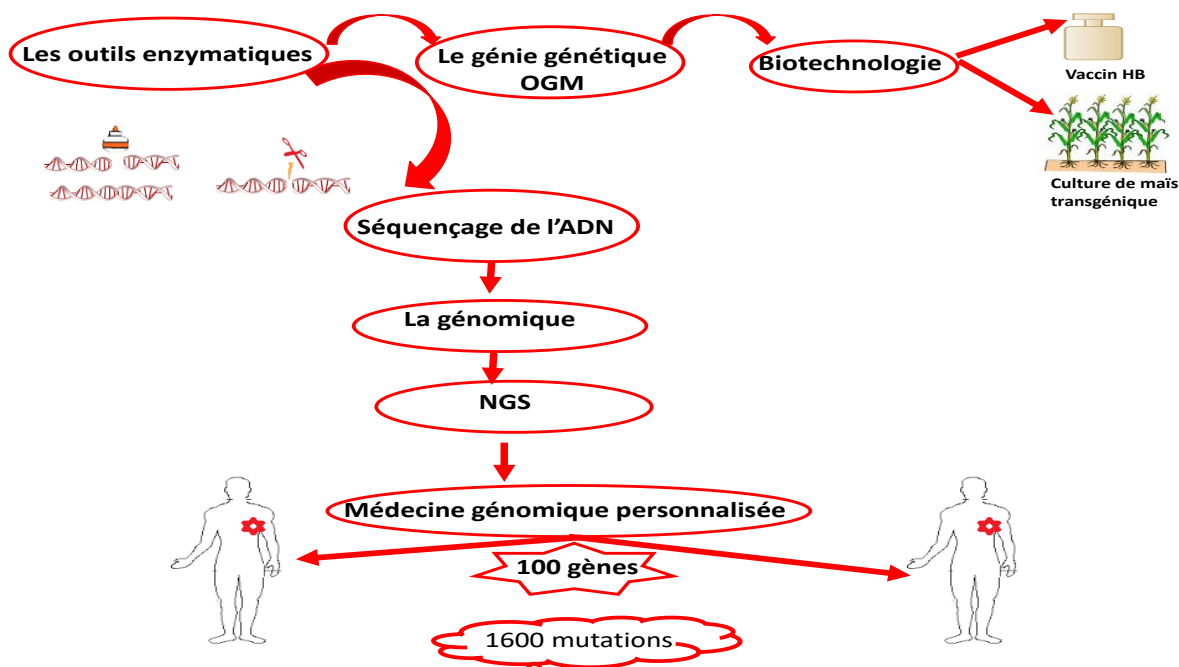 Les outils enzymatiques
Le génie génétique
OGM
Biotechnologie
Vaccin HB
Culture de maïs
transgénique
Séquençage de l'ADN
La génomique
NGS
Médecine génomique personnalisée
100 gènes
1600 mutations